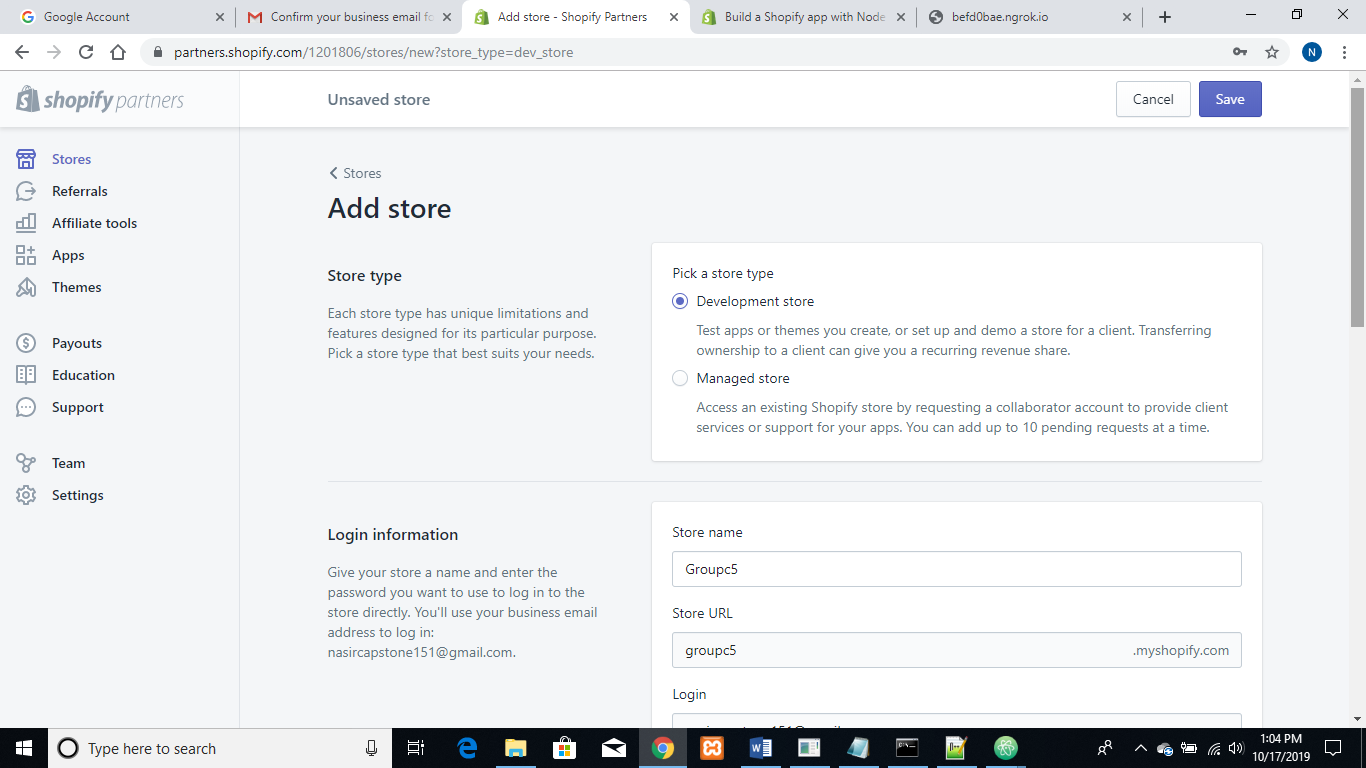 Google Account
Confirm your business email fo
Add store - Shopify Partners
Build a Shopify app with Node
befd0bae.ngrok.io
partners.shopify.com/1201806/stores/new?store_type=dev_store
N
shopify partners
Unsaved store
Cancel
Save
Stores
Referrals
Affiliate tools
Apps
Themes
Payouts
Education
Support
Team
Settings
Stores
Add store
Store type
Each store type has unique limitations and
features designed for its particular purpose.
Pick a store type that best suits your needs.
Pick a store type
Development store
Test apps or themes you create, or set up and demo a store for a client. Transferring
ownership to a client can give you a recurring revenue share.
Managed store
Access an existing Shopify store by requesting a collaborator account to provide client
services or support for your apps. You can add up to 10 pending requests at a time.
Login information
Give your store a name and enter the
password you want to use to log in to the
store directly. You'll use your business email
address to log in:
nasircapstone151@gmail.com.
Store name
Groupc5
Store URL
groupc5 .myshopify.com
Login
Type here to search
1:04 PM
10/17/2019